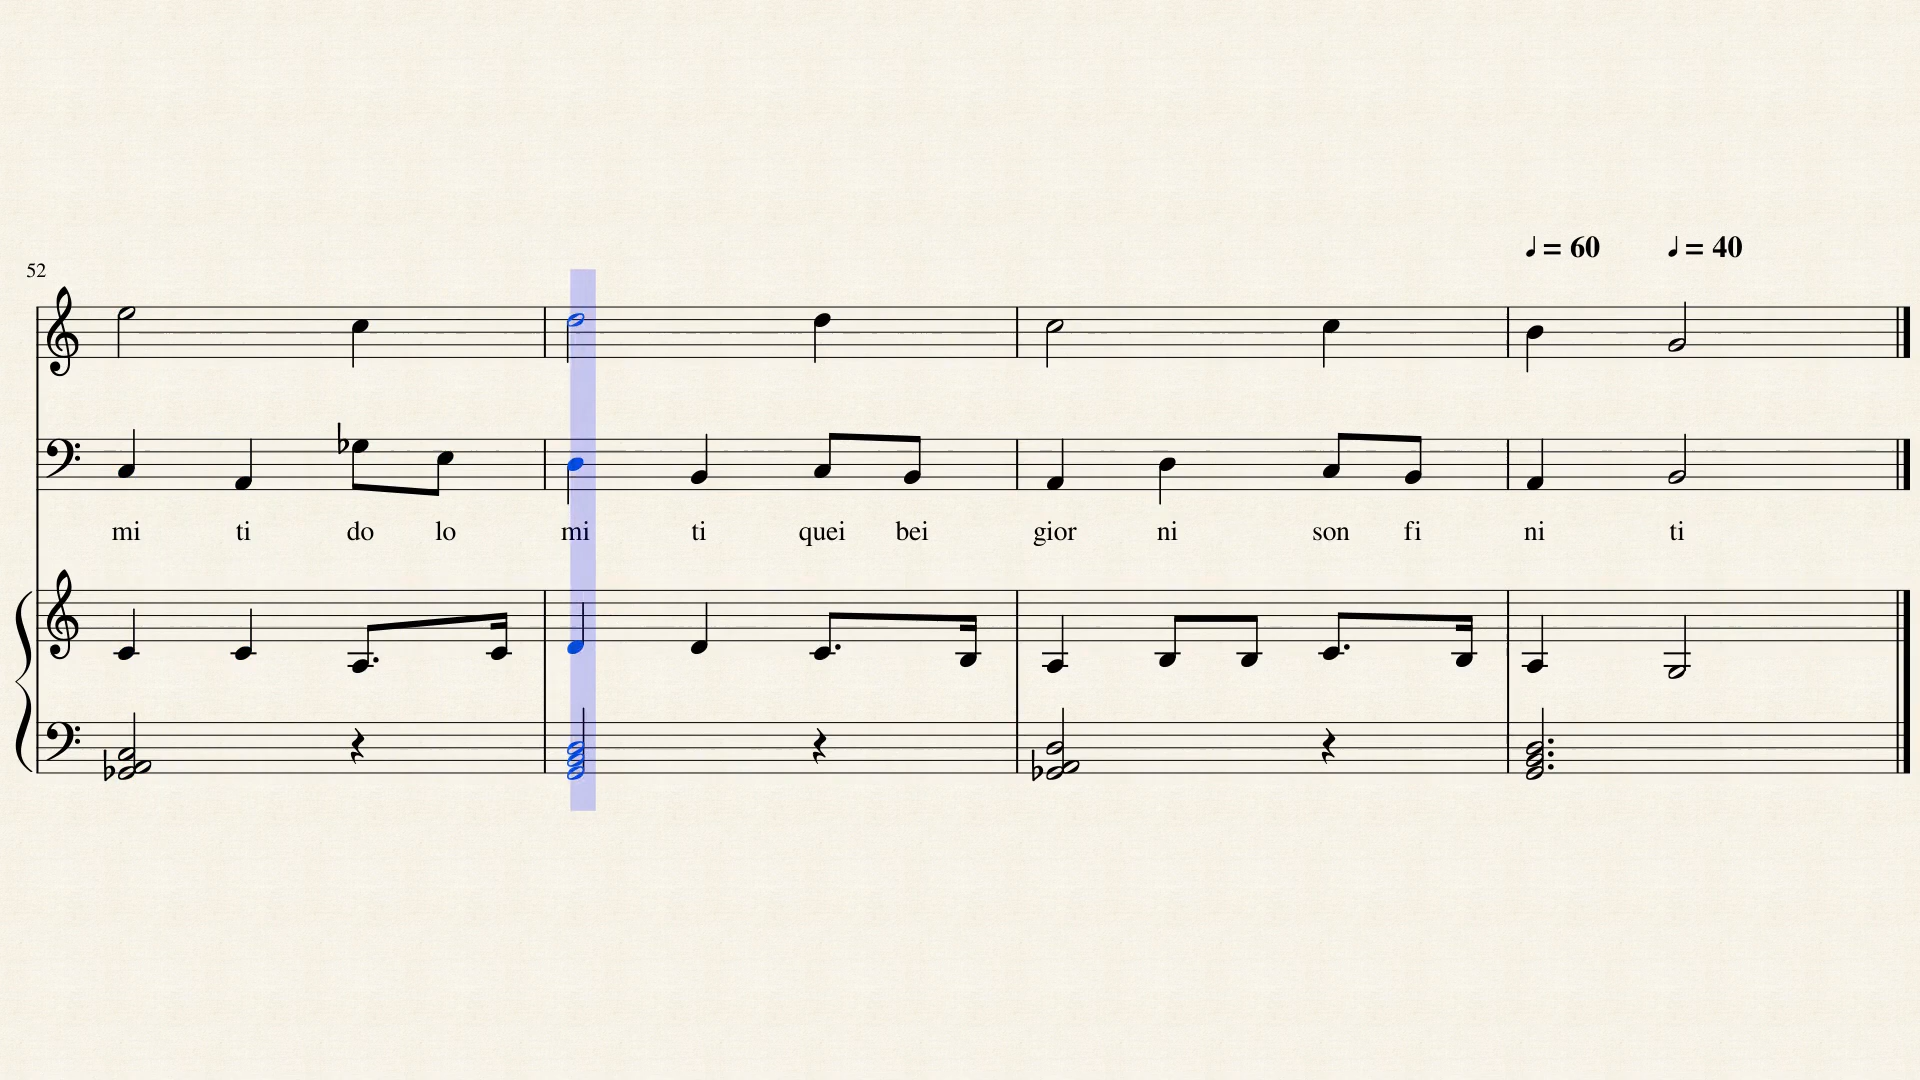 ♩ = 60 ♩ = 40
52
mi ti do lo mi ti quei bei gior ni son fi ni ti